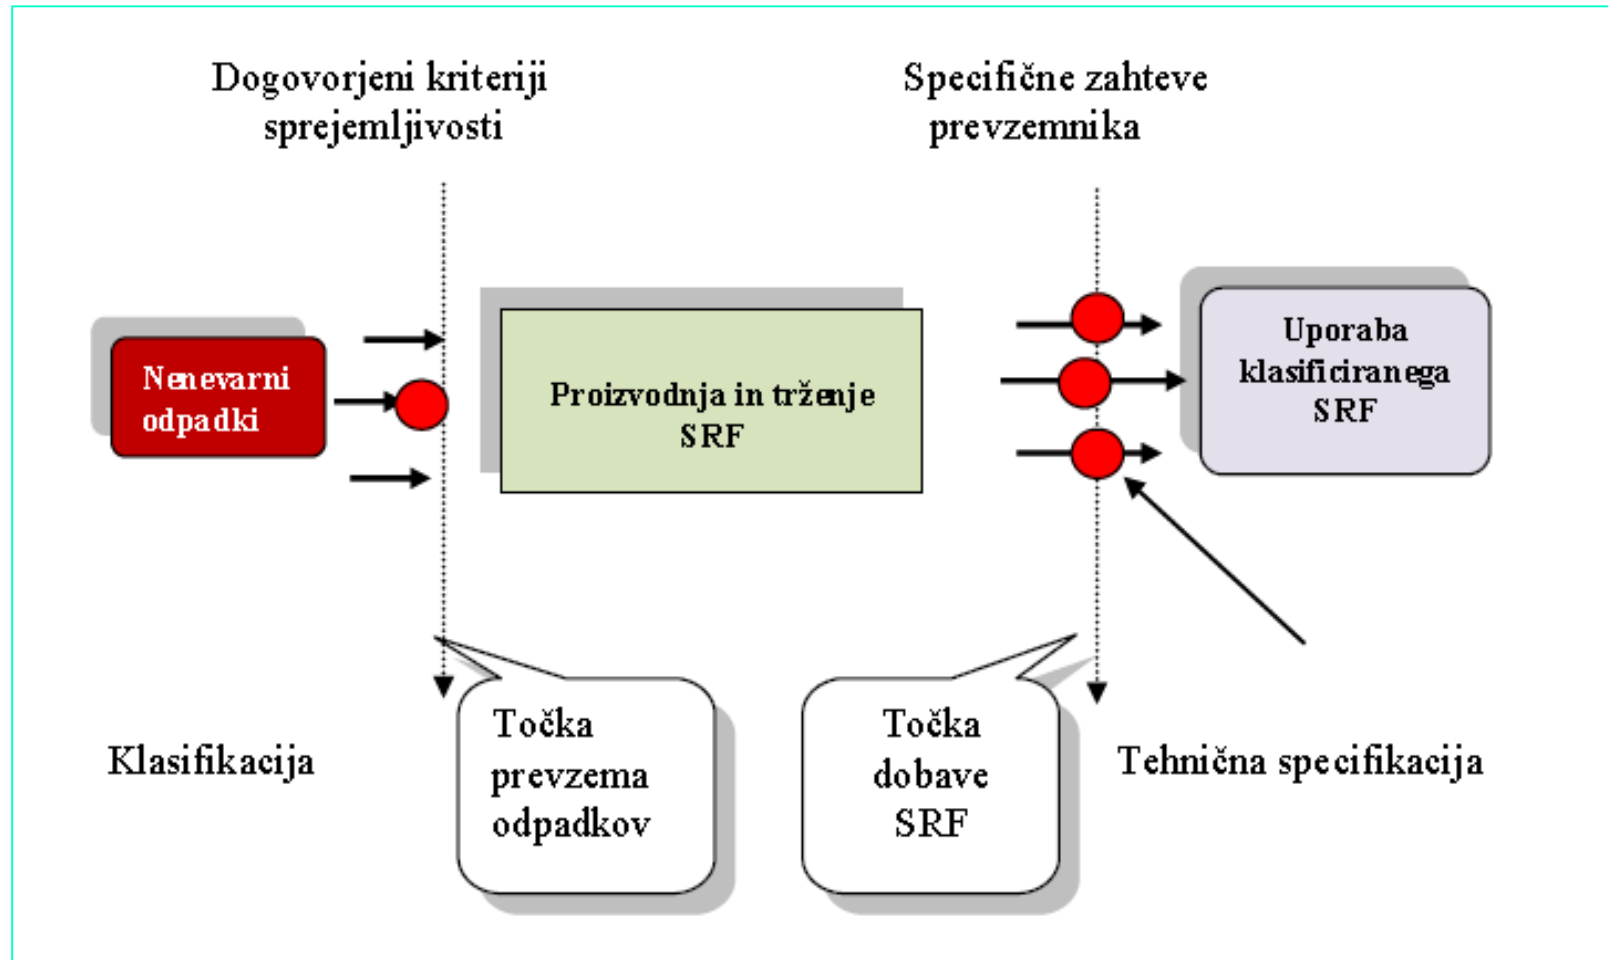 Dogovorjeni kriteriji
sprejemljivosti
Specifične zahteve
prevzemnika
Nenevarni
odpadki
Proizvodnja in trženje
SRF
Uporaba
klasificiranega
SRF
Klasifikacija
Točka
prevzema
odpadkov
Točka
dobave
SRF
Tehnična specifikacija